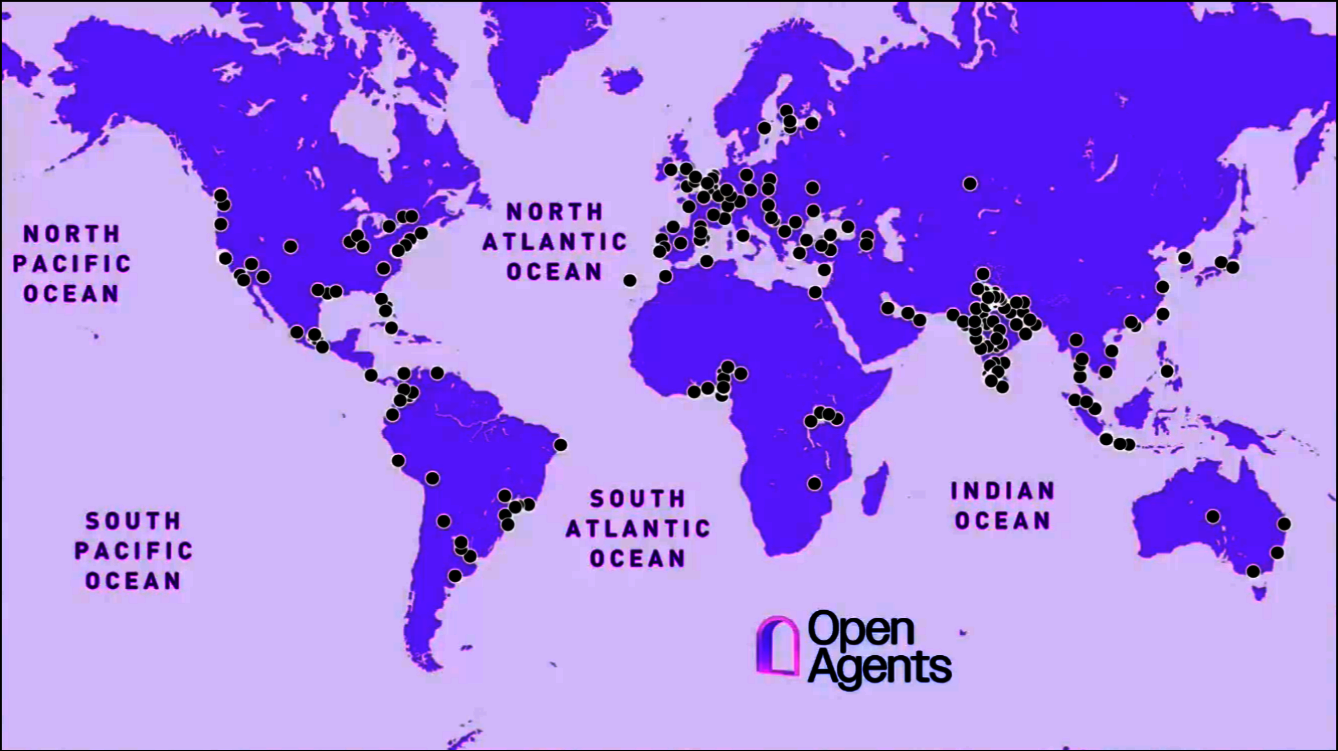 NORTH
PACIFIC
OCEAN
NORTH
ATLANTIC
OCEAN
SOUTH
PACIFIC
OCEAN
SOUTH
ATLANTIC
OCEAN
INDIAN
OCEAN
Open
Agents